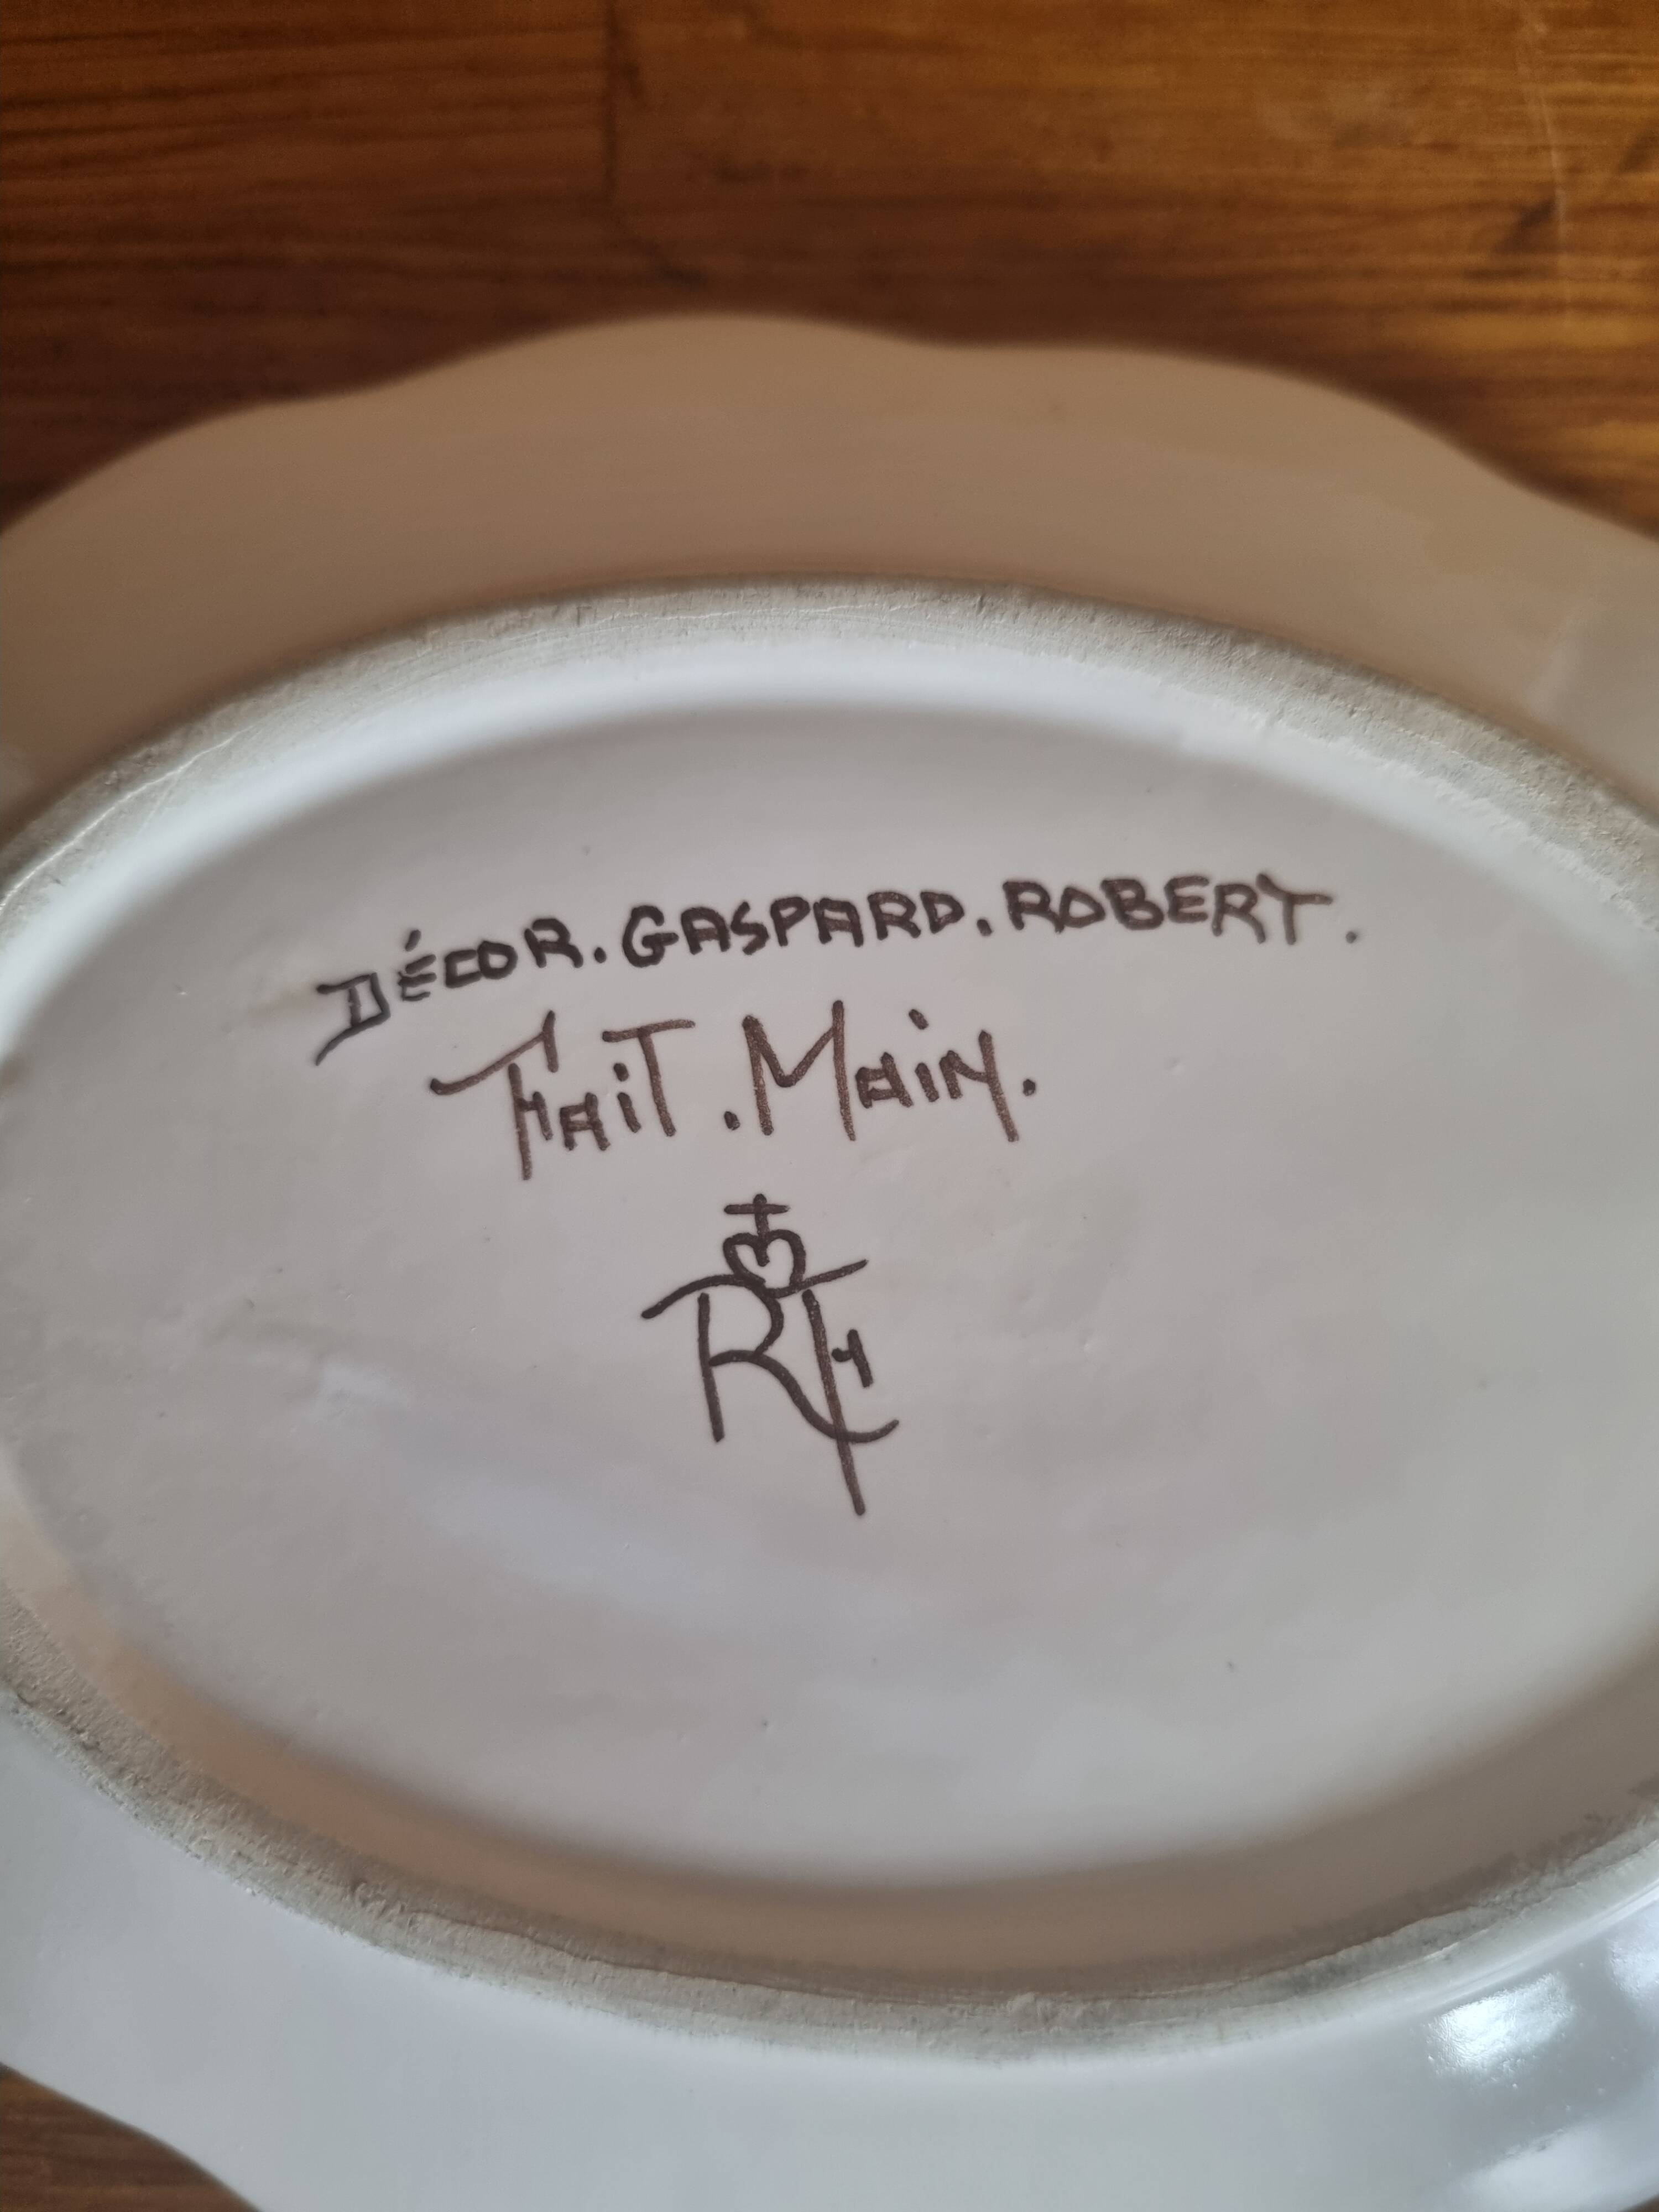 DÉCOR. GASPARD. ROBERT.
Fait. Main.